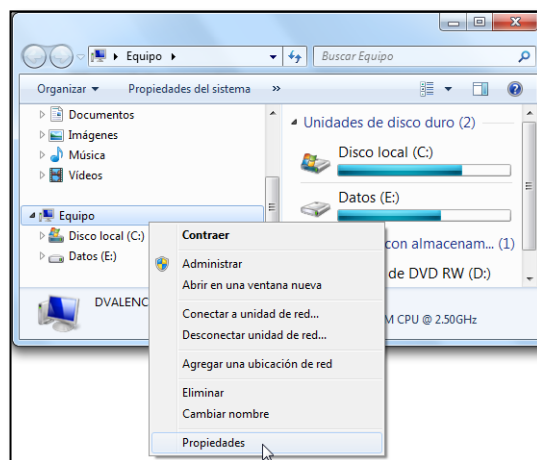 Equipo
Buscar Equipo
Organizar
Propiedades del sistema
»
Documentos
Imágenes
Música
Vídeos
Equipo
Disco local (C:)
Datos (E:)
Unidades de disco duro (2)
Disco local (C:)
Datos (E:)
con almacenam... (1)
de DVD RW (D:)
DVALENC
M CPU @ 2.50GHz
Contraer
Administrar
Abrir en una ventana nueva
Conectar a unidad de red...
Desconectar unidad de red...
Agregar una ubicación de red
Eliminar
Cambiar nombre
Propiedades